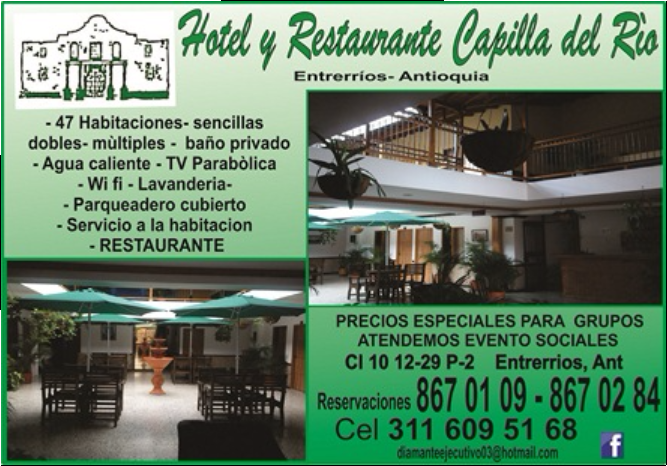 Hotel y Restaurante Capilla del Rìo
Entrerríos- Antioquia
- 47 Habitaciones- sencillas
dobles- mùltiples - baño privado
- Agua caliente - TV Parabòlica
- Wi fi - Lavanderia-
- Parqueadero cubierto
- Servicio a la habitacion
- RESTAURANTE
PRECIOS ESPECIALES PARA GRUPOS
ATENDEMOS EVENTO SOCIALES
Cl 10 12-29 P-2 Entrerrios, Ant
Reservaciones 867 01 09 - 867 02 84
Cel 311 609 51 68
diamanteejecutivo03@hotmail.com
f